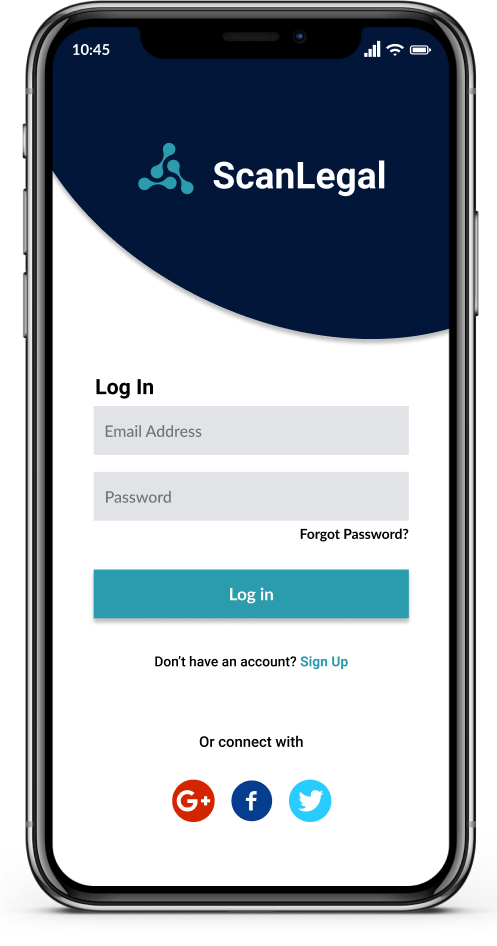 10:45
ScanLegal
Log In
Email Address
Password
Forgot Password?
Log in
Don't have an account? Sign Up
Or connect with
G+
f